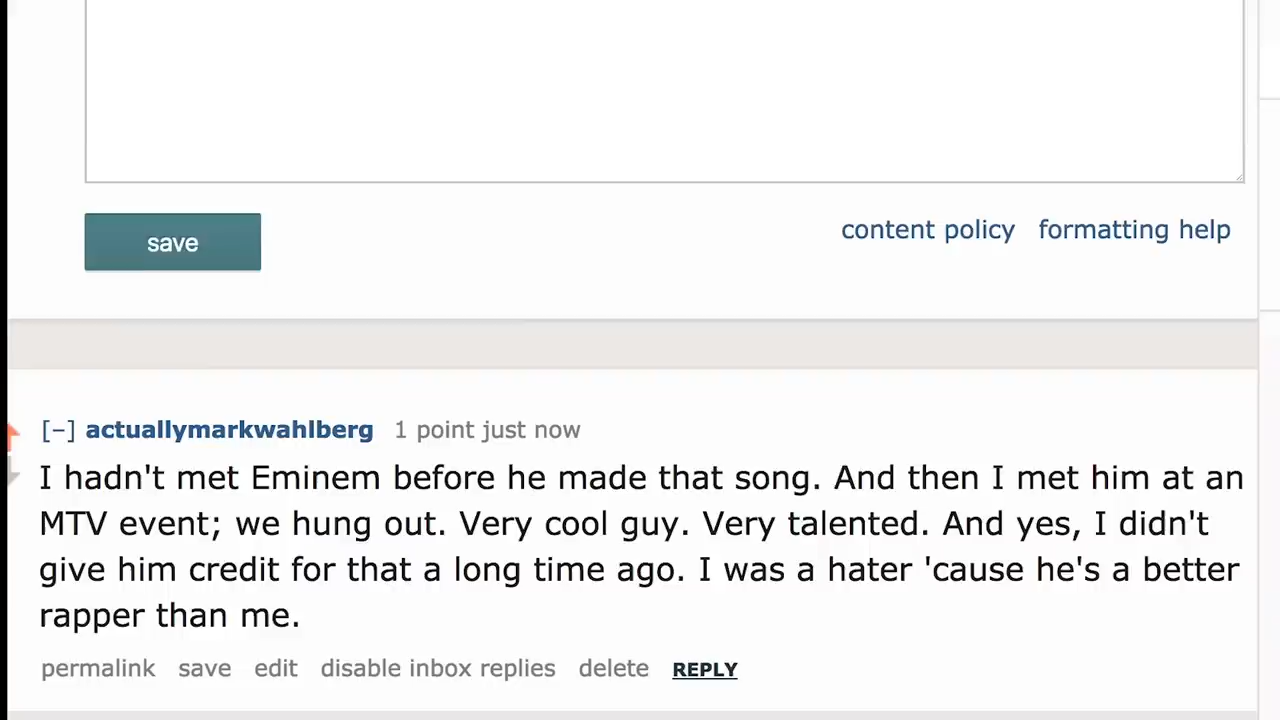 save
content policy formatting help
[–] actuallymarkwahlberg 1 point just now
I hadn't met Eminem before he made that song. And then I met him at an
MTV event; we hung out. Very cool guy. Very talented. And yes, I didn't
give him credit for that a long time ago. I was a hater 'cause he's a better
rapper than me.
permalink save edit disable inbox replies delete REPLY